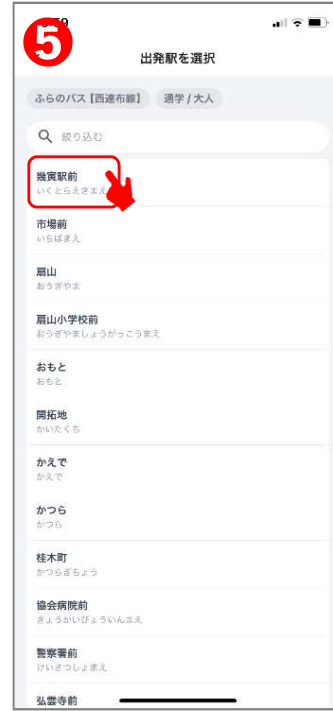 5
:59
出発駅を選択
ふらのバス【西達布線】 通学 / 大人
絞り込む
幾寅駅前
いくとらえきまえ
市場前
いちばまえ
扇山
おうぎやま
扇山小学校前
おうぎやましょうがっこうまえ
おもと
おもと
開拓地
かいたくち
かえで
かえで
かつら
かつら
桂木町
かつらぎちょう
協会病院前
きょうかいびょういんまえ
警察署前
けいさつしょまえ
弘雲寺前